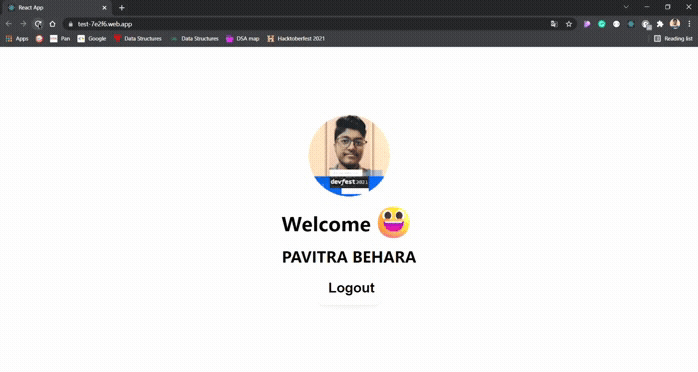 React App
test-7e2f6.web.app
Apps
Pan
Google
Data Structures
Data Structures
DSA map
Hacktoberfest 2021
Reading list
devfest 2021
Welcome
PAVITRA BEHARA
Logout